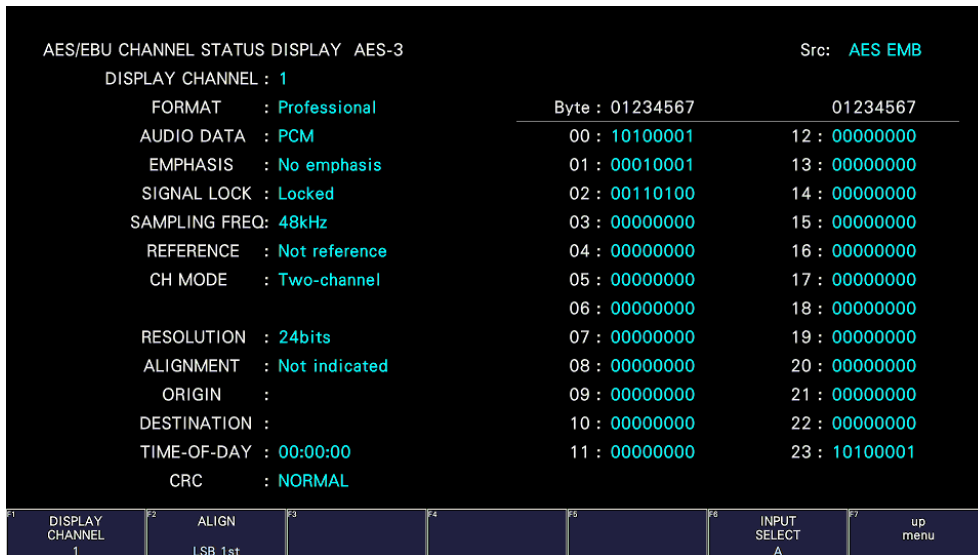 AES/EBU CHANNEL STATUS DISPLAY AES-3 Src: AES EMB
DISPLAY CHANNEL : 1
FORMAT : Professional Byte : 01234567 01234567
AUDIO DATA : PCM 00 : 10100001 12 : 00000000
EMPHASIS : No emphasis 01 : 00010001 13 : 00000000
SIGNAL LOCK : Locked 02 : 00110100 14 : 00000000
SAMPLING FREQ: 48kHz 03 : 00000000 15 : 00000000
REFERENCE : Not reference 04 : 00000000 16 : 00000000
CH MODE : Two-channel 05 : 00000000 17 : 00000000
06 : 00000000 18 : 00000000
RESOLUTION : 24bits 07 : 00000000 19 : 00000000
ALIGNMENT : Not indicated 08 : 00000000 20 : 00000000
ORIGIN : 09 : 00000000 21 : 00000000
DESTINATION : 10 : 00000000 22 : 00000000
TIME-OF-DAY : 00:00:00 11 : 00000000 23 : 10100001
CRC : NORMAL
F1 DISPLAY CHANNEL 1
F2 ALIGN LSB 1st
F3
F4
F5
F6 INPUT SELECT A
F7 up menu